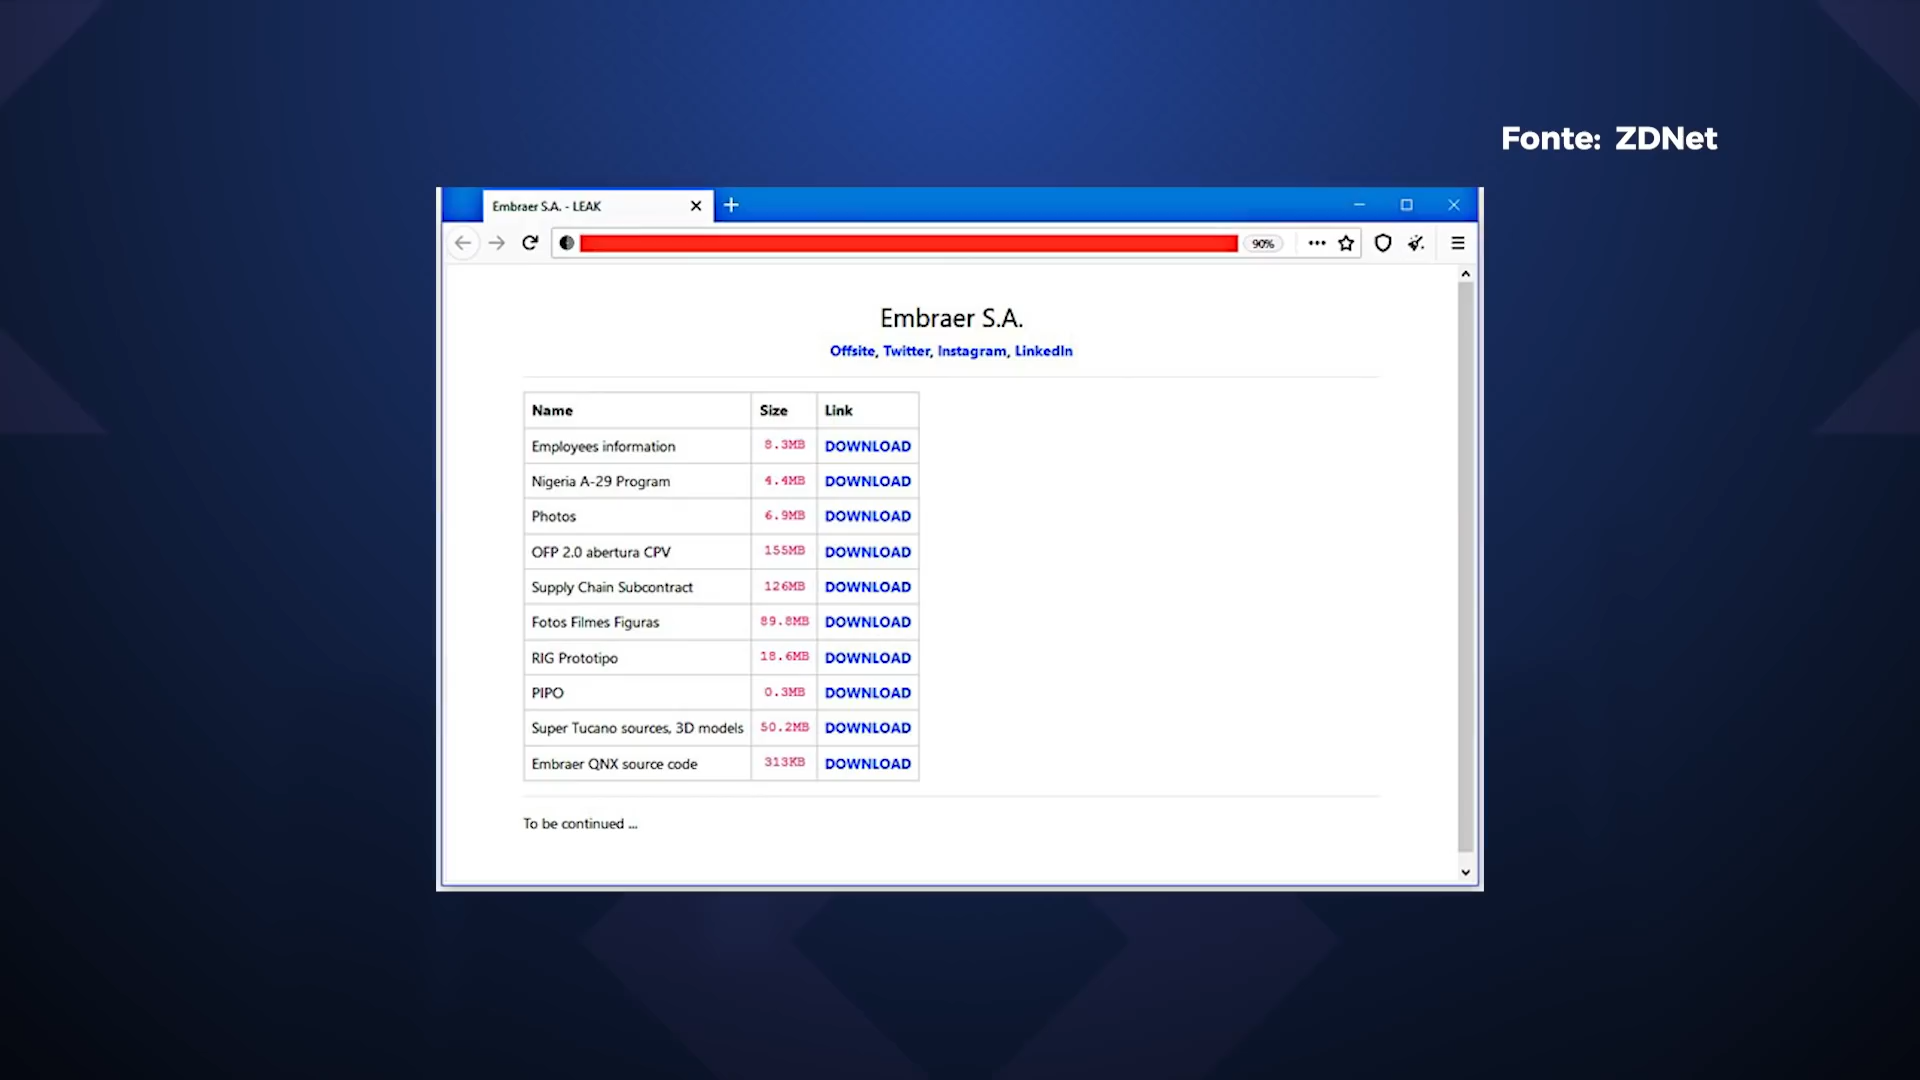 Fonte: ZDNet
Embraer S.A. - LEAK
90%
Embraer S.A.
Offsite, Twitter, Instagram, LinkedIn
Name Size Link
Employees information 8.3MB DOWNLOAD
Nigeria A-29 Program 4.4MB DOWNLOAD
Photos 6.9MB DOWNLOAD
OFP 2.0 abertura CPV 155MB DOWNLOAD
Supply Chain Subcontract 126MB DOWNLOAD
Fotos Filmes Figuras 89.8MB DOWNLOAD
RIG Prototipo 18.6MB DOWNLOAD
PIPO 0.3MB DOWNLOAD
Super Tucano sources, 3D models 50.2MB DOWNLOAD
Embraer QNX source code 313KB DOWNLOAD
To be continued ...